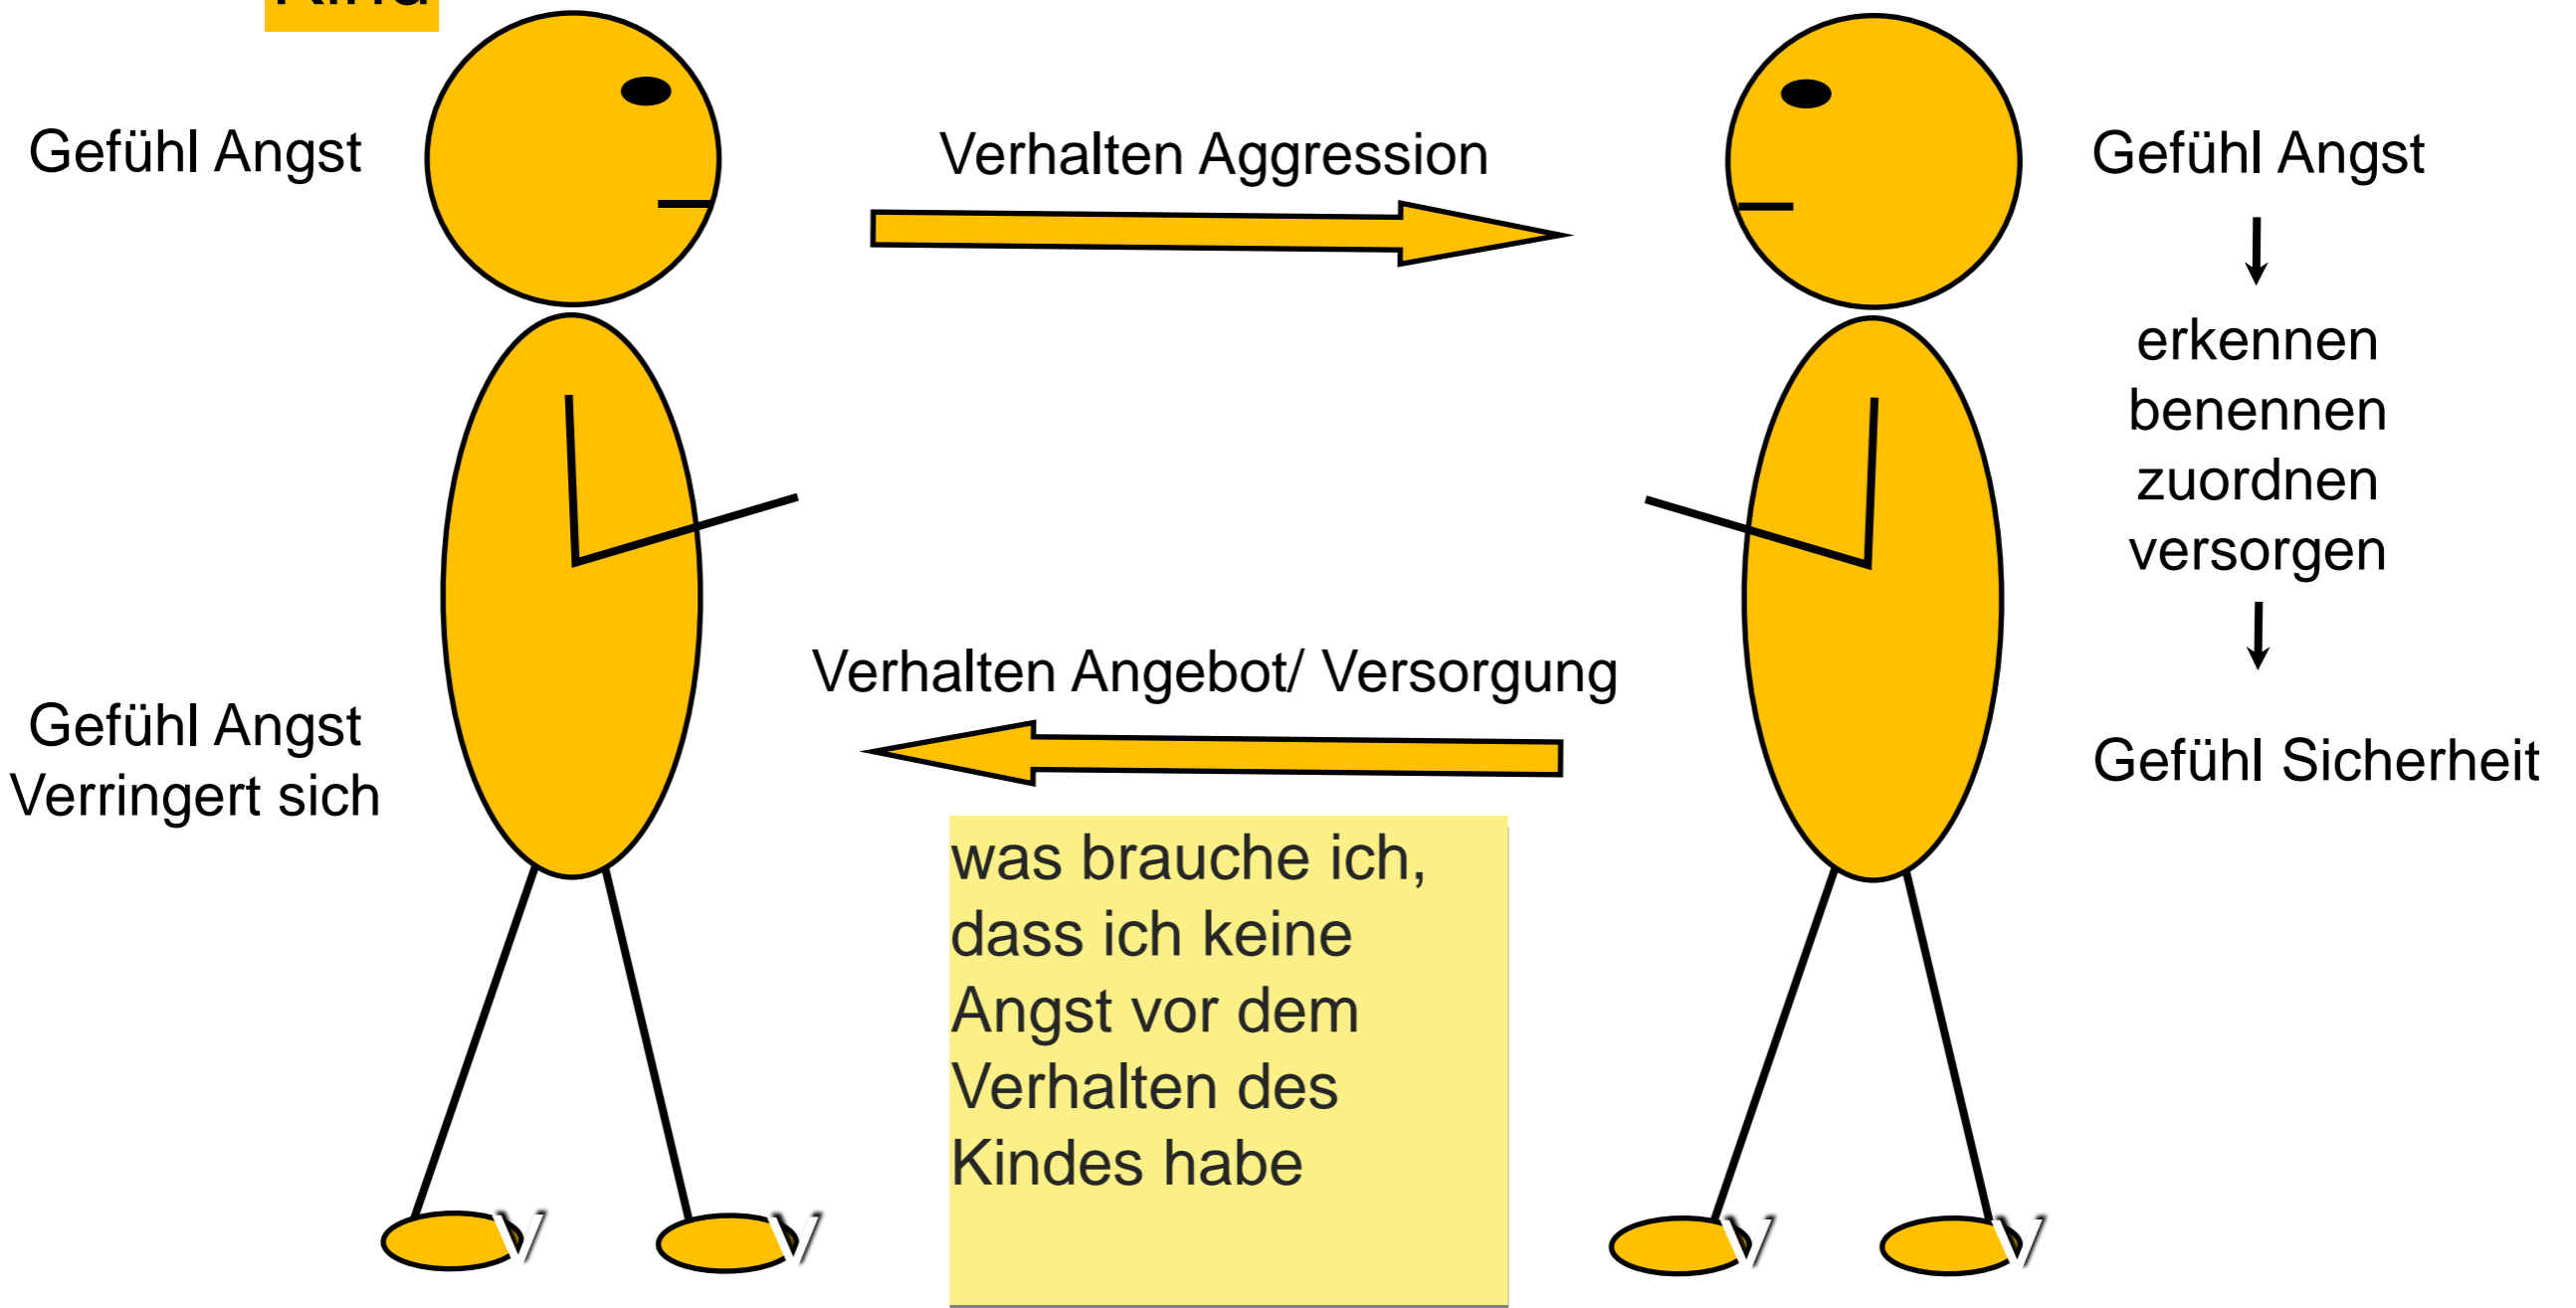 Kind
Gefühl Angst
Verhalten Aggression
Gefühl Angst
erkennen
benennen
zuordnen
versorgen
Verhalten Angebot/ Versorgung
Gefühl Angst
Verringert sich
Gefühl Sicherheit
was brauche ich,
dass ich keine
Angst vor dem
Verhalten des
Kindes habe
V
V
V
V